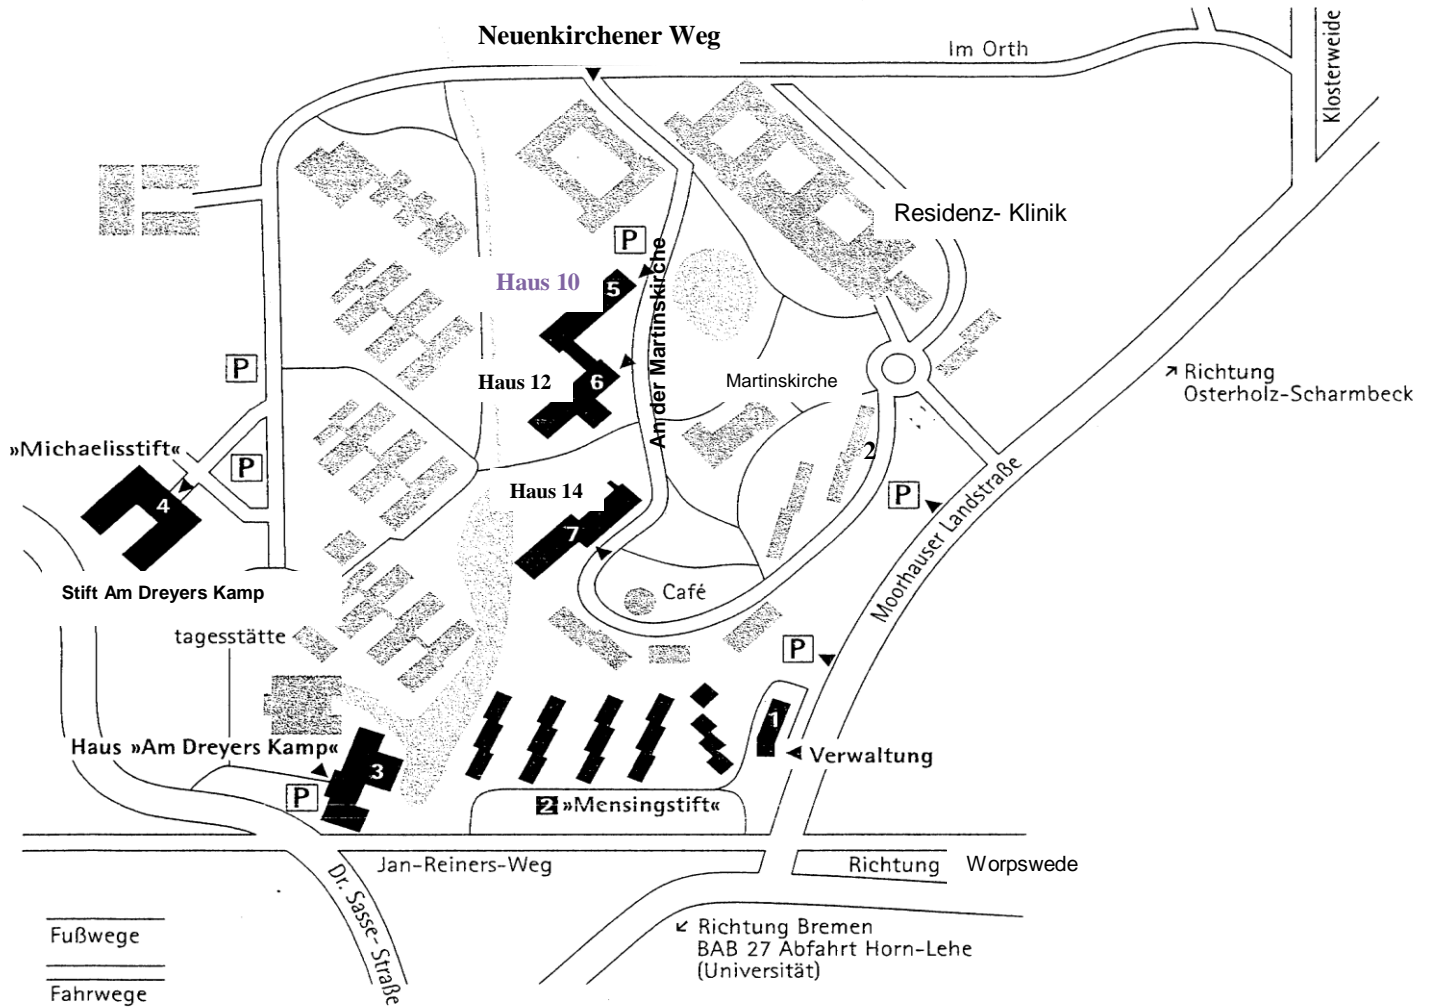 Neuenkirchener Weg
Im Orth
Klosterweide
Residenz- Klinik
P
Haus 10
5
An der Martinskirche
P
Haus 12
6
Martinskirche
Richtung
Osterholz-Scharmbeck
»Michaelisstift«
P
2
4
Haus 14
P
7
Moorhauser Landstraße
Stift Am Dreyers Kamp
Café
tagesstätte
P
1
Haus »Am Dreyers Kamp«
3
Verwaltung
P
2 »Mensingstift«
Jan-Reiners-Weg
Richtung Worpswede
Dr. Sasse-Straße
Richtung Bremen
BAB 27 Abfahrt Horn-Lehe
(Universität)
Fußwege
Fahrwege